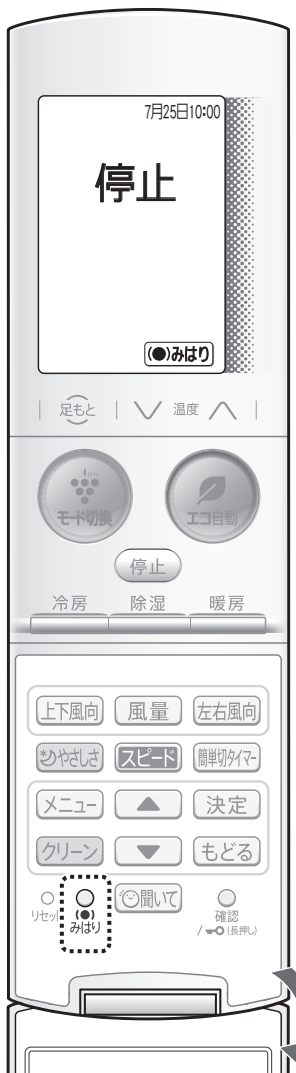 7月25日10:00
停止
(●)みはり
足もと 温度
ion
モード切換 エコ自動
停止
冷房 除湿 暖房
上下風向 風量 左右風向
やさしさ スピード 簡単切タイマー
メニュー ▲ 決定
クリーン ▼ もどる
リセット (●)みはり 聞いて 確認
/ (長押し)